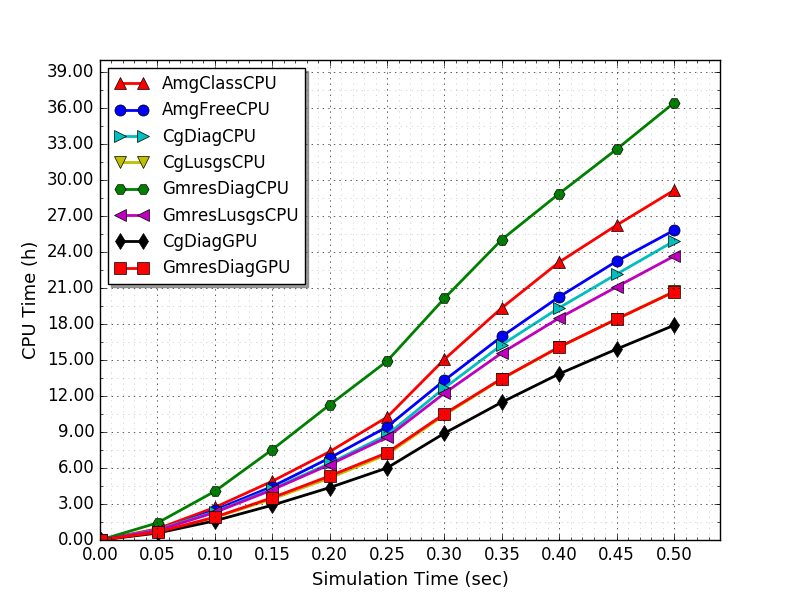 39.00
36.00
33.00
30.00
27.00
24.00
21.00
18.00
15.00
12.00
9.00
6.00
3.00
0.00
CPU Time (h)
AmgClassCPU
AmgFreeCPU
CgDiagCPU
CgLusgsCPU
GmresDiagCPU
GmresLusgsCPU
CgDiagGPU
GmresDiagGPU
0.00 0.05 0.10 0.15 0.20 0.25 0.30 0.35 0.40 0.45 0.50
Simulation Time (sec)